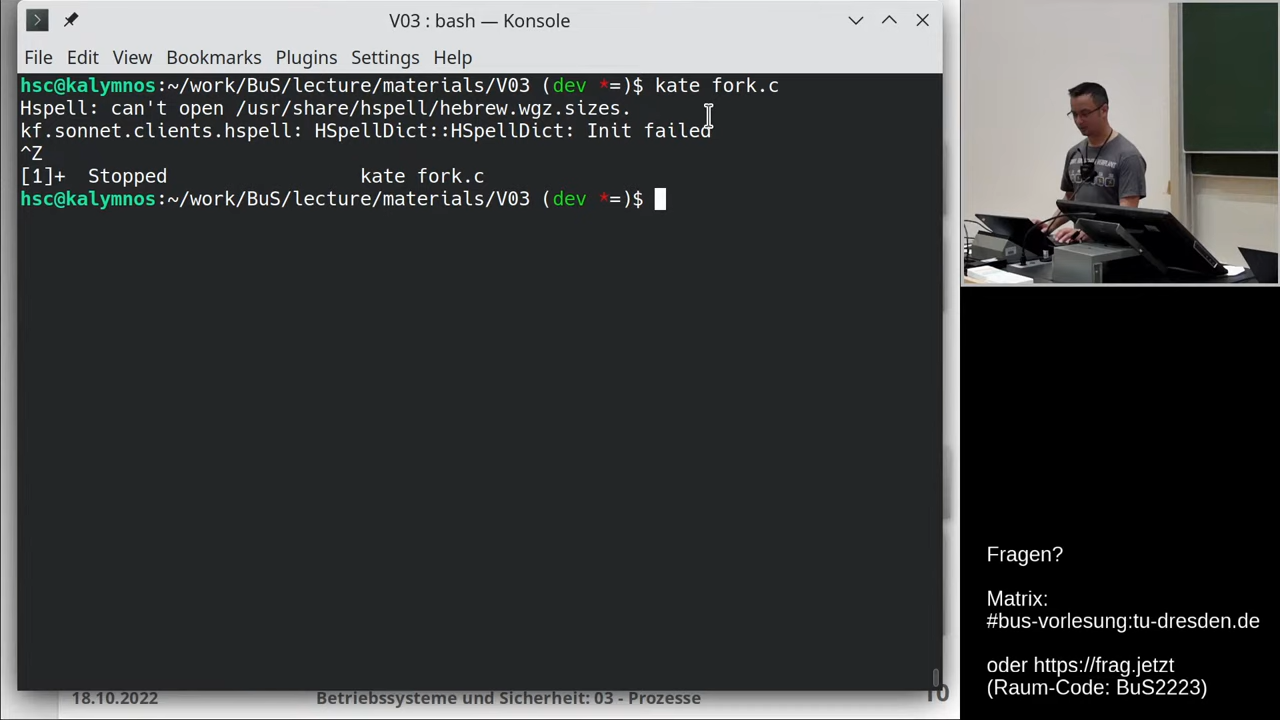 V03 : bash — Konsole
File Edit View Bookmarks Plugins Settings Help
hsc@kalymnos:~/work/BuS/lecture/materials/V03 (dev *=)$ kate fork.c
Hspell: can't open /usr/share/hspell/hebrew.wgz.sizes.
kf.sonnet.clients.hspell: HSpellDict::HSpellDict: Init failed
^Z
[1]+  Stopped                 kate fork.c
hsc@kalymnos:~/work/BuS/lecture/materials/V03 (dev *=)$
18.10.2022 Betriebssysteme und Sicherheit: 03 - Prozesse 10
Fragen?
Matrix:
#bus-vorlesung:tu-dresden.de
oder https://frag.jetzt
(Raum-Code: BuS2223)